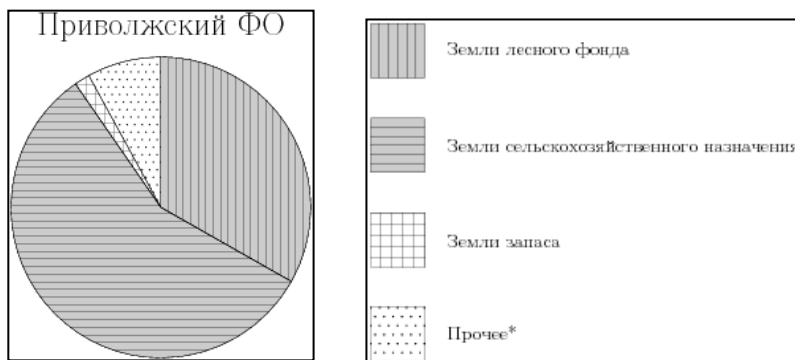 Приволжский ФО
Земли лесного фонда
Земли сельскохозяйственного назначения
Земли запаса
Прочее*